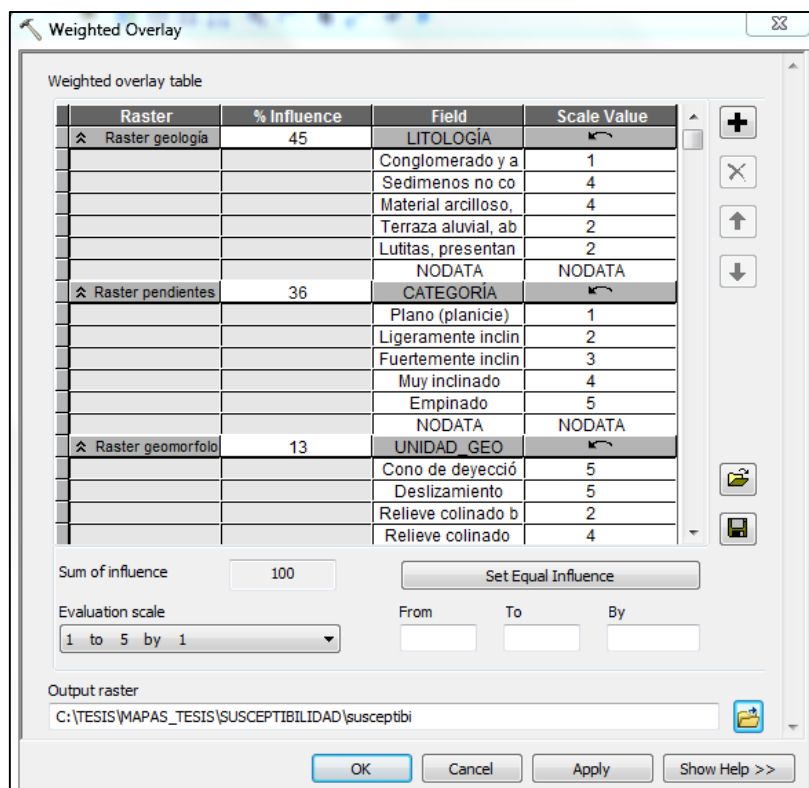 Weighted Overlay
Weighted overlay table
Raster % Influence Field Scale Value
Raster geología 45 LITOLOGÍA
Conglomerado y a 1
Sedimenos no co 4
Material arcilloso, 4
Terraza aluvial, ab 2
Lutitas, presentan 2
NODATA NODATA
Raster pendientes 36 CATEGORÍA
Plano (planicie) 1
Ligeramente inclin 2
Fuertemente inclin 3
Muy inclinado 4
Empinado 5
NODATA NODATA
Raster geomorfolo 13 UNIDAD_GEO
Cono de deyecció 5
Deslizamiento 5
Relieve colinado b 2
Relieve colinado 4
Sum of influence 100 Set Equal Influence
Evaluation scale From To By
1 to 5 by 1
Output raster
C:\TESIS\MAPAS_TESIS\SUSCEPTIBILIDAD\susceptibi
OK Cancel Apply Show Help >>